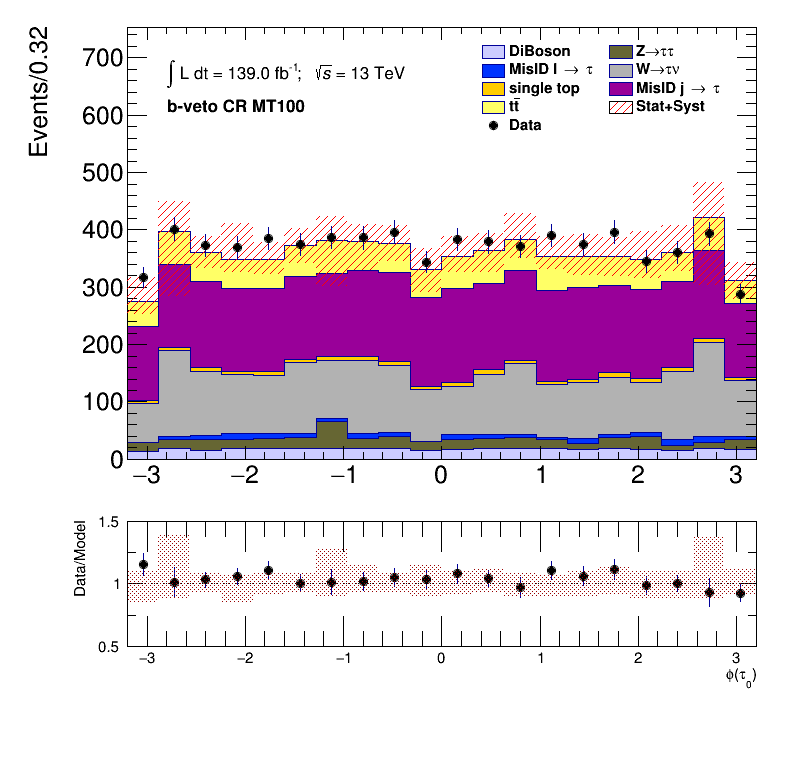 Events/0.32
700
600
500
400
300
200
100
0
∫ L dt = 139.0 fb⁻¹; √s = 13 TeV
b-veto CR MT100
DiBoson
MisID l → τ
single top
tt̄
Data
Z→ττ
W→τν
MisID j → τ
Stat+Syst
−3 −2 −1 0 1 2 3
Data/Model
1.5
1
0.5
−3 −2 −1 0 1 2 3
ϕ(τ₀)